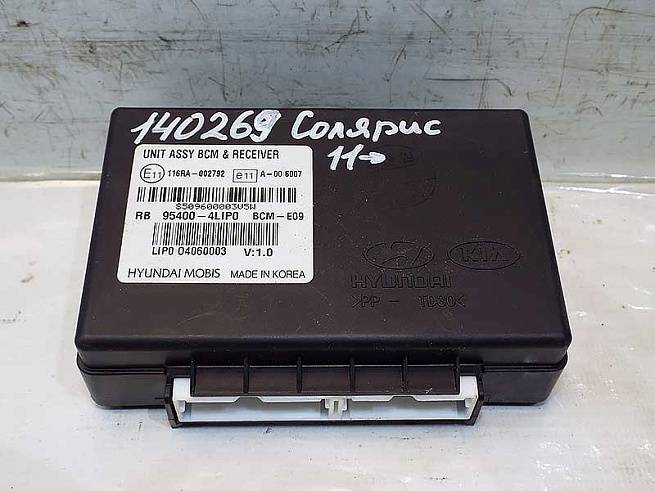 140269 Солярис
11→
UNIT ASSY BCM & RECEIVER
E11 116RA-002792 e11 A-00 6007
S509600003V5W
RB 95400-4LIP0 BCM-E09
LIP0 04060003 V:1.0
HYUNDAI MOBIS MADE IN KOREA
HYUNDAI KIA
>PP - TD30<